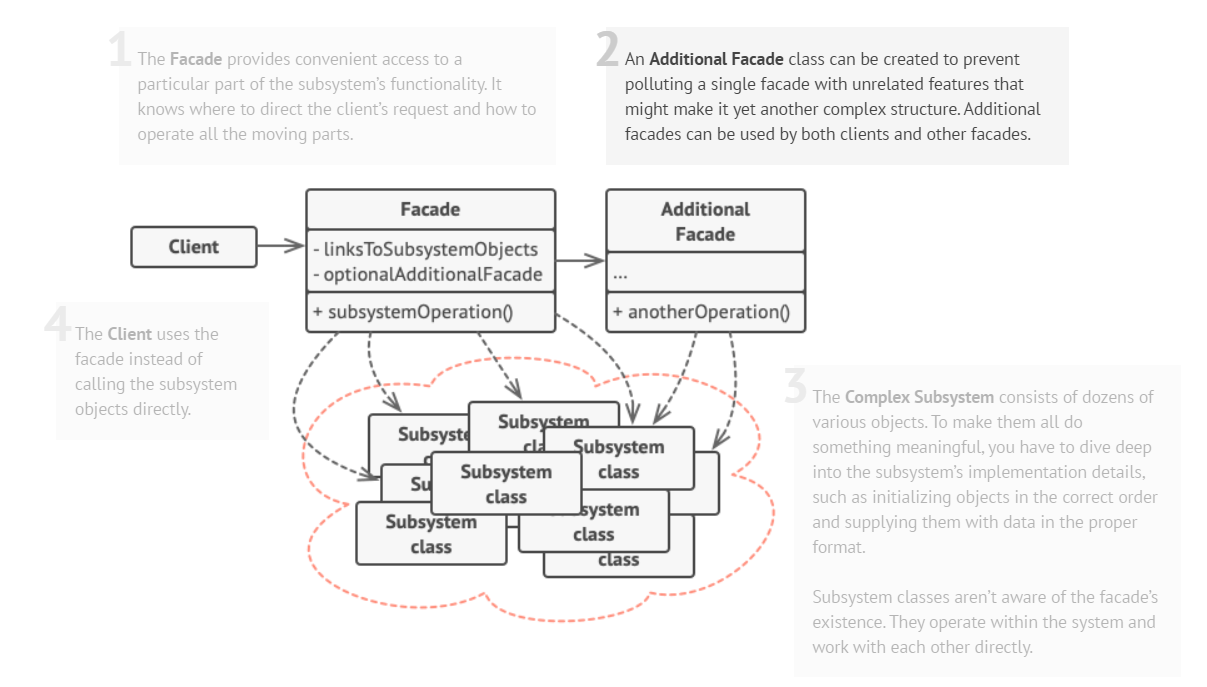 1
The Facade provides convenient access to a
particular part of the subsystem's functionality. It
knows where to direct the client's request and how to
operate all the moving parts.
2
An Additional Facade class can be created to prevent
polluting a single facade with unrelated features that
might make it yet another complex structure. Additional
facades can be used by both clients and other facades.
Client
Facade
- linksToSubsystemObjects
- optionalAdditionalFacade
+ subsystemOperation()
Additional
Facade
...
+ anotherOperation()
4
The Client uses the
facade instead of
calling the subsystem
objects directly.
3
The Complex Subsystem consists of dozens of
various objects. To make them all do
something meaningful, you have to dive deep
into the subsystem's implementation details,
such as initializing objects in the correct order
and supplying them with data in the proper
format.
Subsystem classes aren't aware of the facade's
existence. They operate within the system and
work with each other directly.
Subsystem
Subsystem
class
Subsystem
class
Subsystem
class
class
class